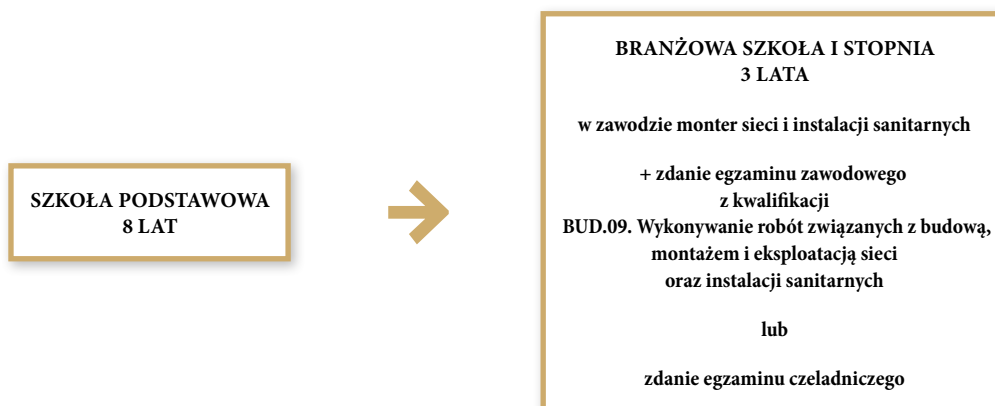 SZKOŁA PODSTAWOWA
8 LAT
BRANŻOWA SZKOŁA I STOPNIA
3 LATA
w zawodzie monter sieci i instalacji sanitarnych
+ zdanie egzaminu zawodowego
z kwalifikacji
BUD.09. Wykonywanie robót związanych z budową,
montażem i eksploatacją sieci
oraz instalacji sanitarnych
lub
zdanie egzaminu czeladniczego